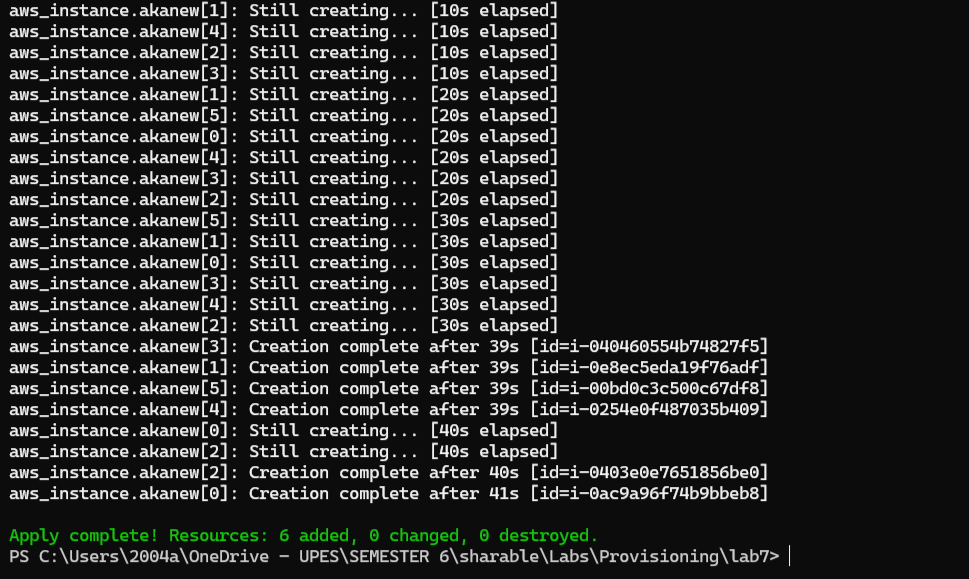 aws_instance.akanew[1]: Still creating... [10s elapsed]
aws_instance.akanew[4]: Still creating... [10s elapsed]
aws_instance.akanew[2]: Still creating... [10s elapsed]
aws_instance.akanew[3]: Still creating... [10s elapsed]
aws_instance.akanew[1]: Still creating... [20s elapsed]
aws_instance.akanew[5]: Still creating... [20s elapsed]
aws_instance.akanew[0]: Still creating... [20s elapsed]
aws_instance.akanew[4]: Still creating... [20s elapsed]
aws_instance.akanew[3]: Still creating... [20s elapsed]
aws_instance.akanew[2]: Still creating... [20s elapsed]
aws_instance.akanew[5]: Still creating... [30s elapsed]
aws_instance.akanew[1]: Still creating... [30s elapsed]
aws_instance.akanew[0]: Still creating... [30s elapsed]
aws_instance.akanew[3]: Still creating... [30s elapsed]
aws_instance.akanew[4]: Still creating... [30s elapsed]
aws_instance.akanew[2]: Still creating... [30s elapsed]
aws_instance.akanew[3]: Creation complete after 39s [id=i-040460554b74827f5]
aws_instance.akanew[1]: Creation complete after 39s [id=i-0e8ec5eda19f76adf]
aws_instance.akanew[5]: Creation complete after 39s [id=i-00bd0c3c500c67df8]
aws_instance.akanew[4]: Creation complete after 39s [id=i-0254e0f487035b409]
aws_instance.akanew[0]: Still creating... [40s elapsed]
aws_instance.akanew[2]: Still creating... [40s elapsed]
aws_instance.akanew[2]: Creation complete after 40s [id=i-0403e0e7651856be0]
aws_instance.akanew[0]: Creation complete after 41s [id=i-0ac9a96f74b9bbeb8]
Apply complete! Resources: 6 added, 0 changed, 0 destroyed.
PS C:\Users\2004a\OneDrive - UPES\SEMESTER 6\sharable\Labs\Provisioning\lab7>